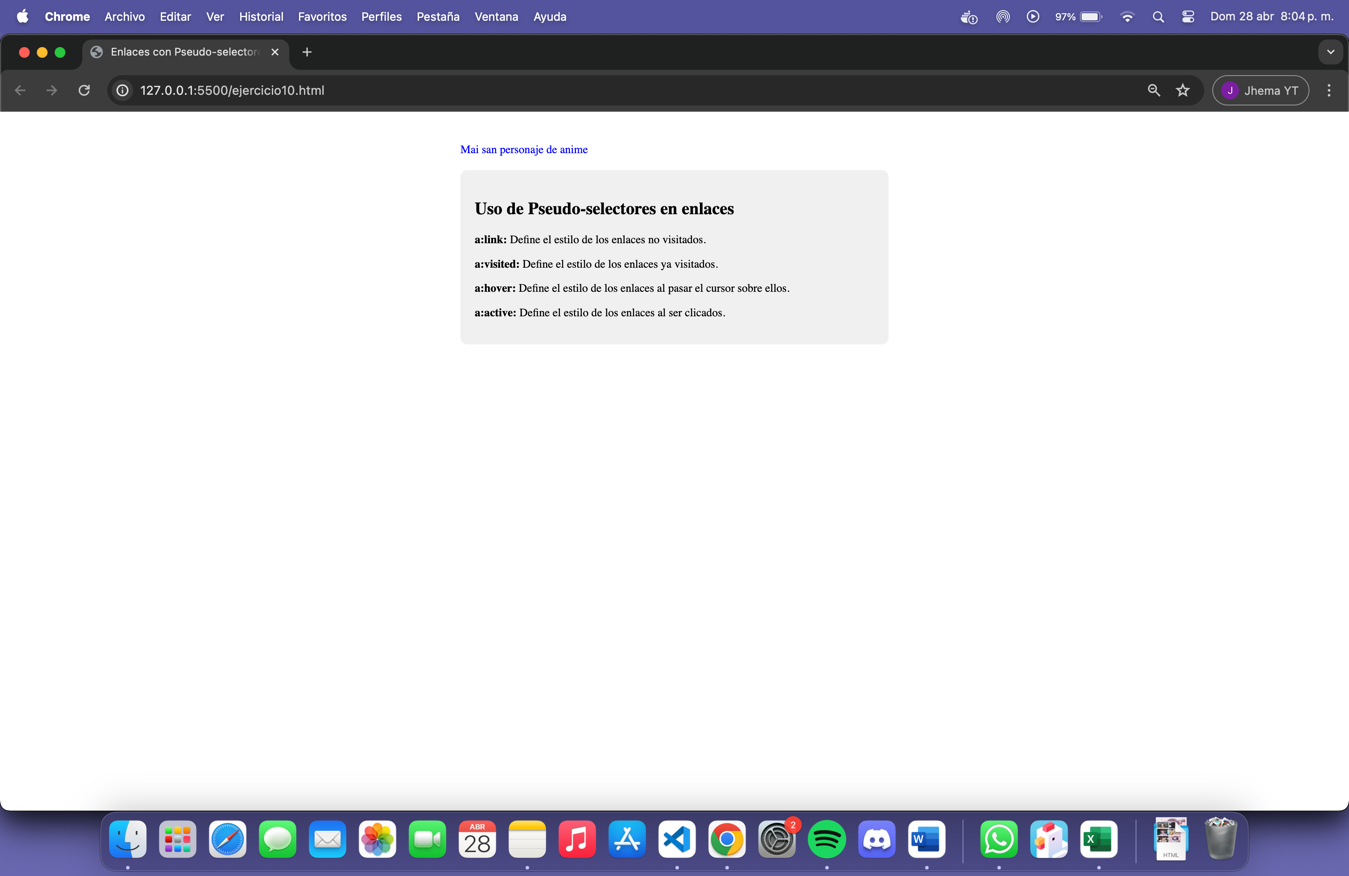 Chrome Archivo Editar Ver Historial Favoritos Perfiles Pestaña Ventana Ayuda 97% Dom 28 abr 8:04 p. m.
Enlaces con Pseudo-selector
127.0.0.1:5500/ejercicio10.html J Jhema YT
Mai san personaje de anime
Uso de Pseudo-selectores en enlaces
a:link: Define el estilo de los enlaces no visitados.
a:visited: Define el estilo de los enlaces ya visitados.
a:hover: Define el estilo de los enlaces al pasar el cursor sobre ellos.
a:active: Define el estilo de los enlaces al ser clicados.
ABR
28
2
W
X
HTML